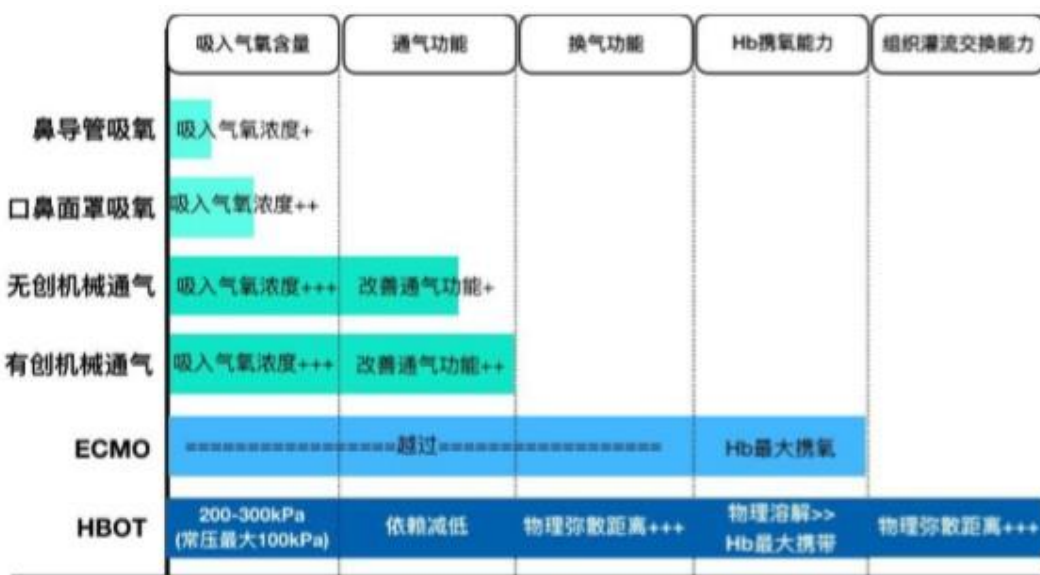 吸入气氧含量 通气功能 换气功能 Hb携氧能力 组织灌流交换能力
鼻导管吸氧 吸入气氧浓度+
口鼻面罩吸氧 吸入气氧浓度++
无创机械通气 吸入气氧浓度+++ 改善通气功能+
有创机械通气 吸入气氧浓度+++ 改善通气功能++
ECMO =================越过================== Hb最大携氧
HBOT 200-300kPa (常压最大100kPa) 依赖减低 物理弥散距离+++ 物理溶解>> Hb最大携带 物理弥散距离+++